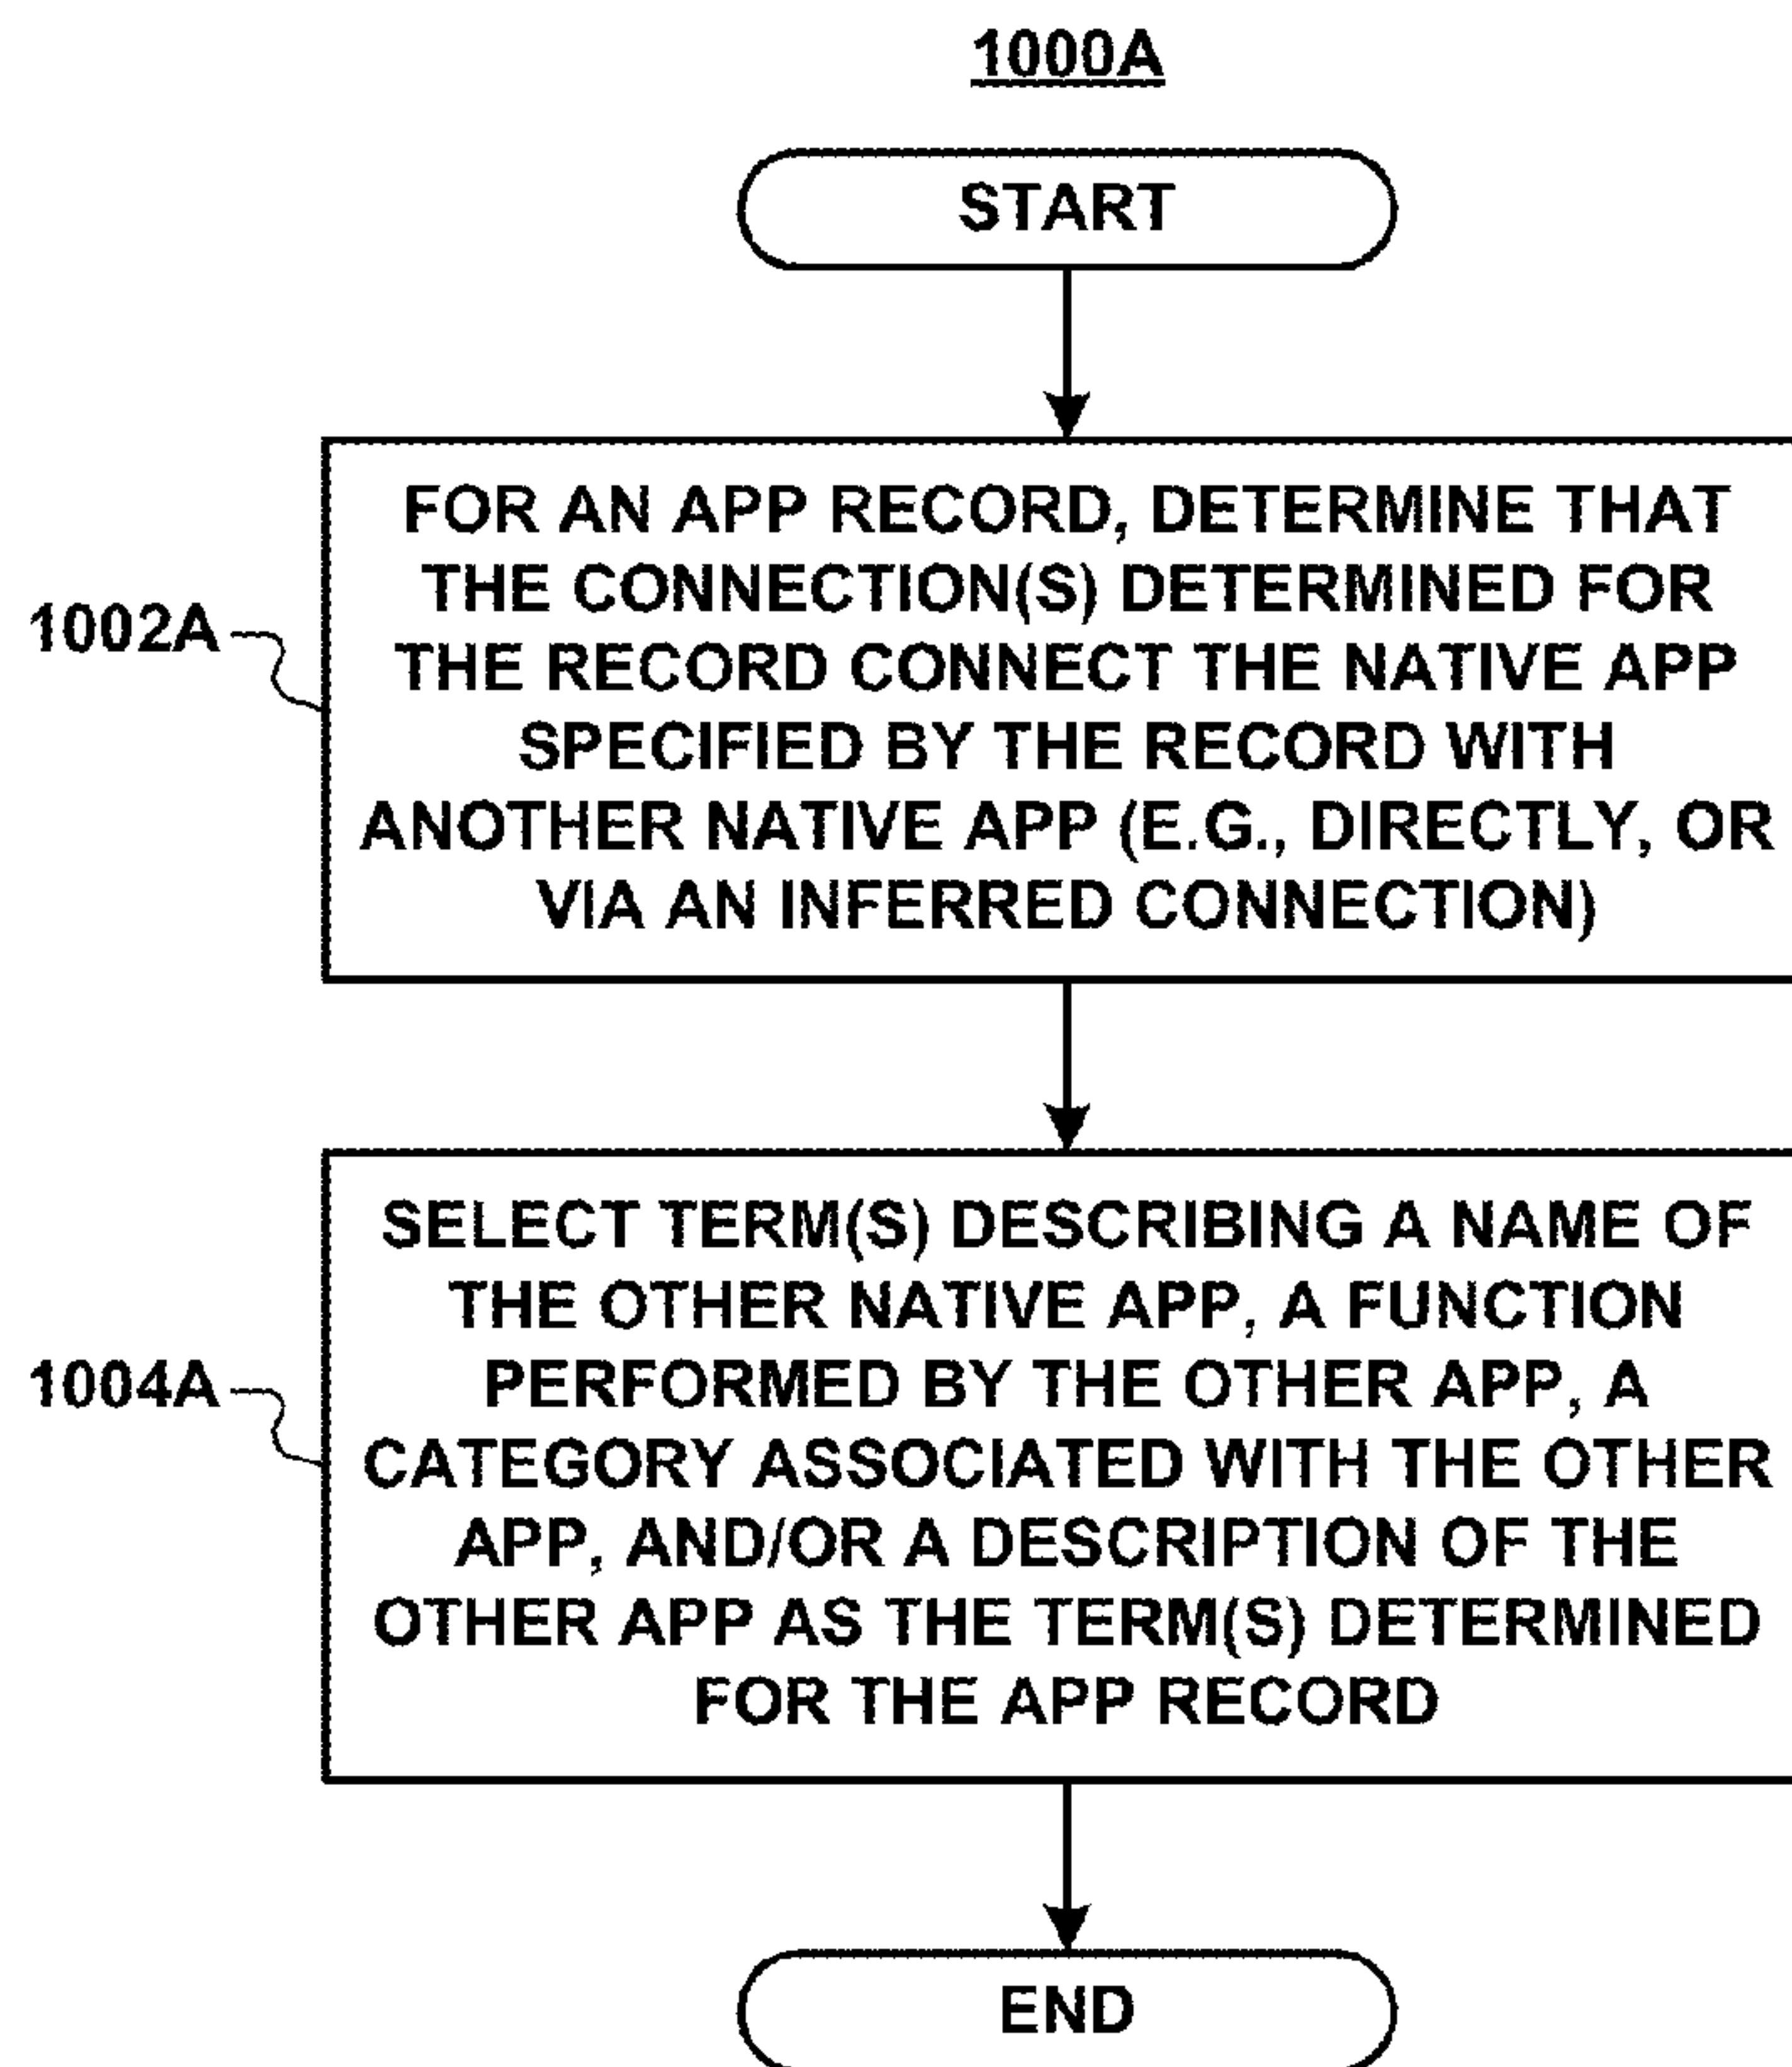 1000A
START
1002A
FOR AN APP RECORD, DETERMINE THAT
THE CONNECTION(S) DETERMINED FOR
THE RECORD CONNECT THE NATIVE APP
SPECIFIED BY THE RECORD WITH
ANOTHER NATIVE APP (E.G., DIRECTLY, OR
VIA AN INFERRED CONNECTION)
1004A
SELECT TERM(S) DESCRIBING A NAME OF
THE OTHER NATIVE APP, A FUNCTION
PERFORMED BY THE OTHER APP, A
CATEGORY ASSOCIATED WITH THE OTHER
APP, AND/OR A DESCRIPTION OF THE
OTHER APP AS THE TERM(S) DETERMINED
FOR THE APP RECORD
END